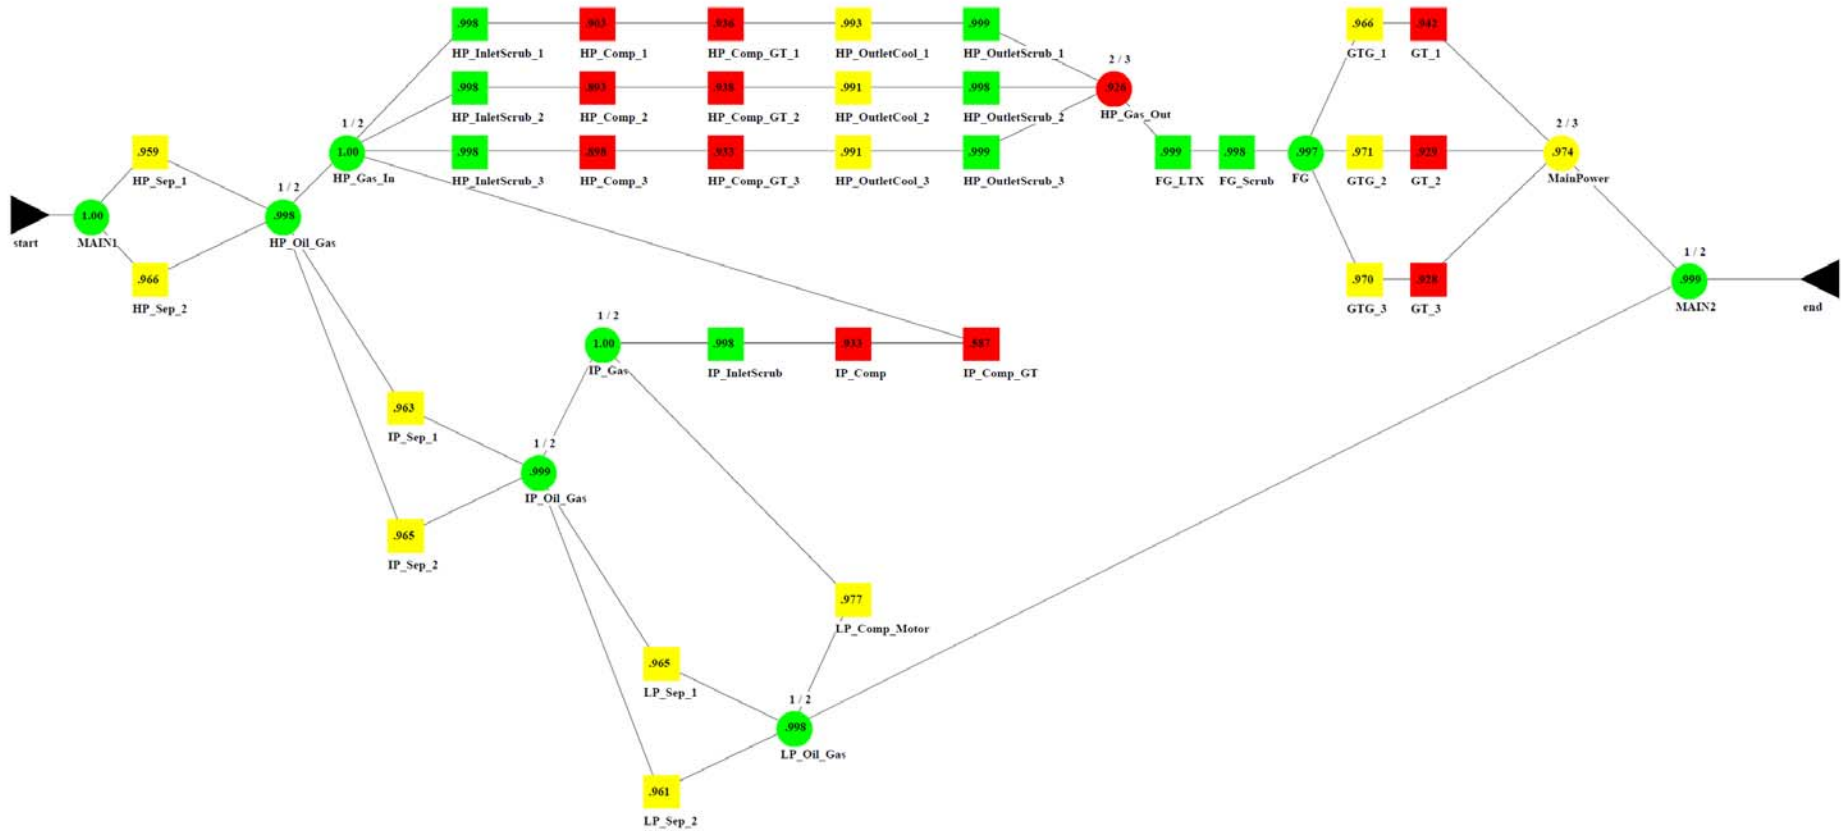 .998 .903 .936 .993 .999 .966 .942
HP_InletScrub_1 HP_Comp_1 HP_Comp_GT_1 HP_OutletCool_1 HP_OutletScrub_1 GTG_1 GT_1
2 / 3
.998 .893 .938 .991 .998 .926
HP_InletScrub_2 HP_Comp_2 HP_Comp_GT_2 HP_OutletCool_2 HP_OutletScrub_2 HP_Gas_Out
1 / 2 2 / 3
.959 1.00 .998 .898 .933 .991 .999 .999 .998 .997 .971 .929 .974
HP_Sep_1 HP_Gas_In HP_InletScrub_3 HP_Comp_3 HP_Comp_GT_3 HP_OutletCool_3 HP_OutletScrub_3 FG_LTX FG_Scrub FG GTG_2 GT_2 MainPower
1 / 2
1.00 .998
start MAIN1 HP_Oil_Gas
1 / 2
.966 .970 .928 .999
HP_Sep_2 GTG_3 GT_3 MAIN2 end
1 / 2
1.00 .998 .933 .887
IP_Gas IP_InletScrub IP_Comp IP_Comp_GT
.963
IP_Sep_1
1 / 2
.999
IP_Oil_Gas
.965
IP_Sep_2
.977
LP_Comp_Motor
.965
LP_Sep_1
1 / 2
.998
LP_Oil_Gas
.961
LP_Sep_2